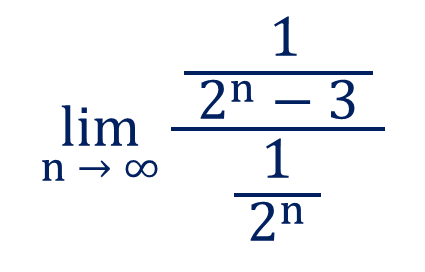 lim n → ∞ (1 / (2ⁿ − 3)) / (1 / 2ⁿ)